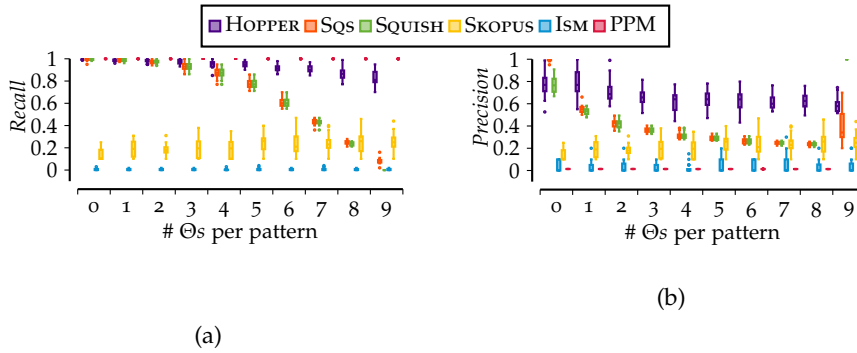 HOPPER SQS SQUISH SKOPUS ISM PPM
Recall
1
0.8
0.6
0.4
0.2
0
0 1 2 3 4 5 6 7 8 9
# Θs per pattern
(a)
Precision
1
0.8
0.6
0.4
0.2
0
0 1 2 3 4 5 6 7 8 9
# Θs per pattern
(b)